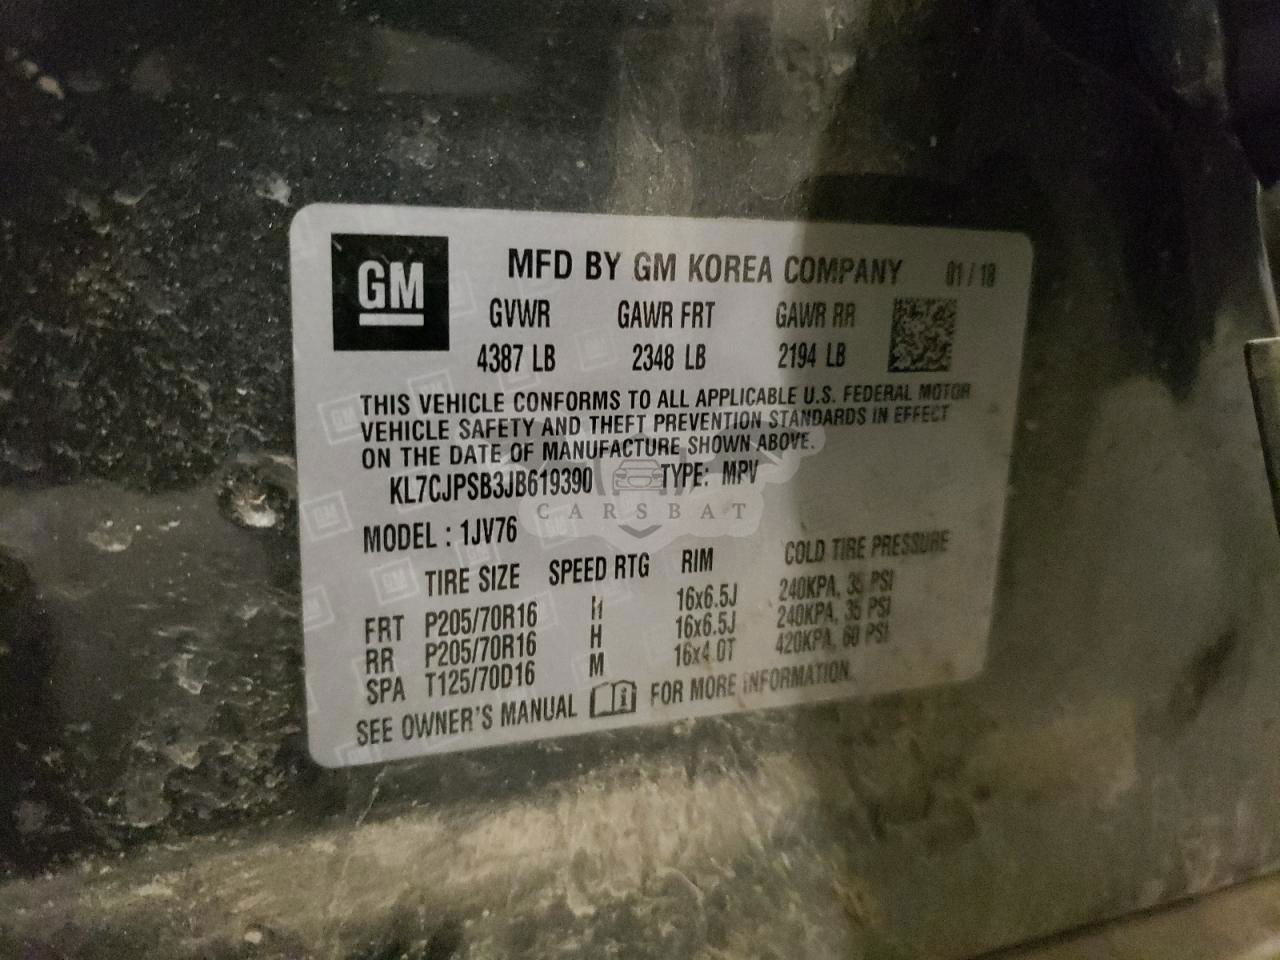 GM
MFD BY GM KOREA COMPANY 01/18
GVWR GAWR FRT GAWR RR
4387 LB 2348 LB 2194 LB
THIS VEHICLE CONFORMS TO ALL APPLICABLE U.S. FEDERAL MOTOR
VEHICLE SAFETY AND THEFT PREVENTION STANDARDS IN EFFECT
ON THE DATE OF MANUFACTURE SHOWN ABOVE.
KL7CJPSB3JB619390 TYPE: MPV
CARSBAT
MODEL : 1JV76
TIRE SIZE SPEED RTG RIM COLD TIRE PRESSURE
FRT P205/70R16 H 16x6.5J 240KPA, 35 PSI
RR P205/70R16 H 16x6.5J 240KPA, 35 PSI
SPA T125/70D16 M 16x4.0T 420KPA, 60 PSI
SEE OWNER'S MANUAL i FOR MORE INFORMATION.